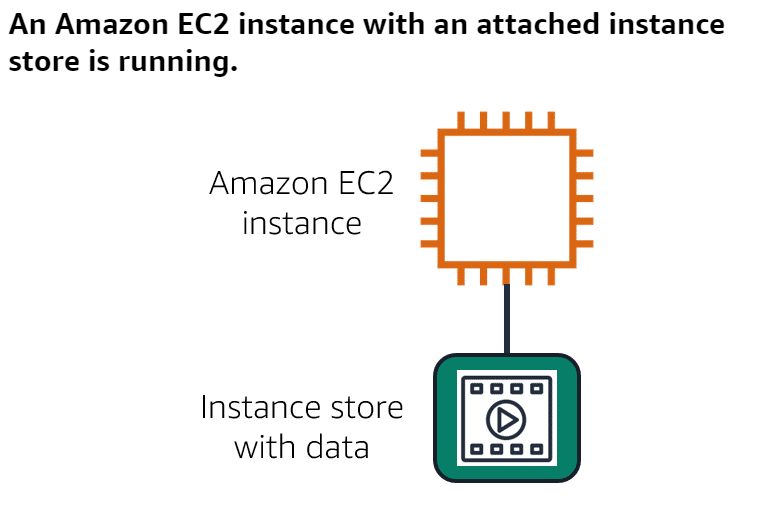 An Amazon EC2 instance with an attached instance
store is running.
Amazon EC2
instance
Instance store
with data